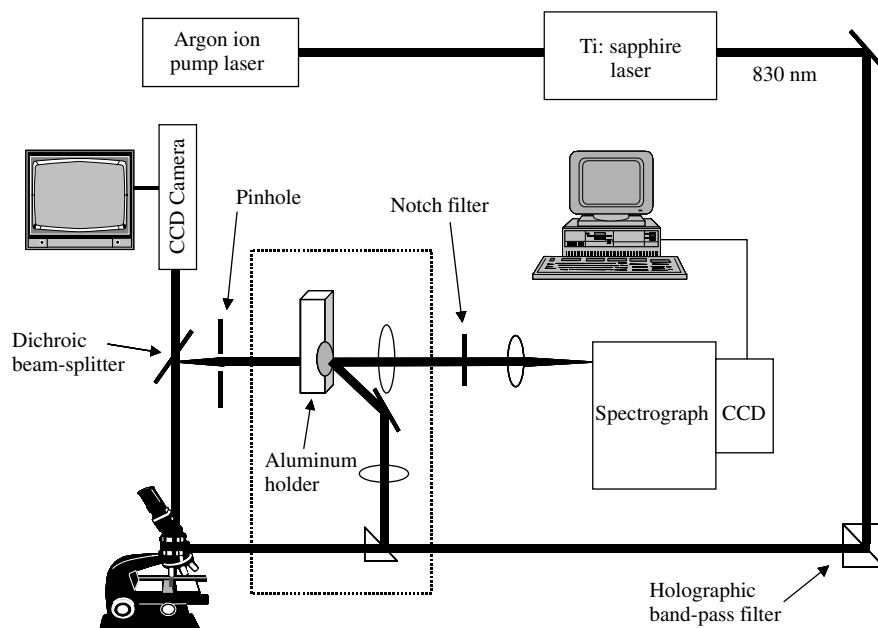 Argon ion
pump laser
Ti: sapphire
laser
830 nm
CCD Camera
Pinhole
Notch filter
Dichroic
beam-splitter
Spectrograph
CCD
Aluminum
holder
Holographic
band-pass filter